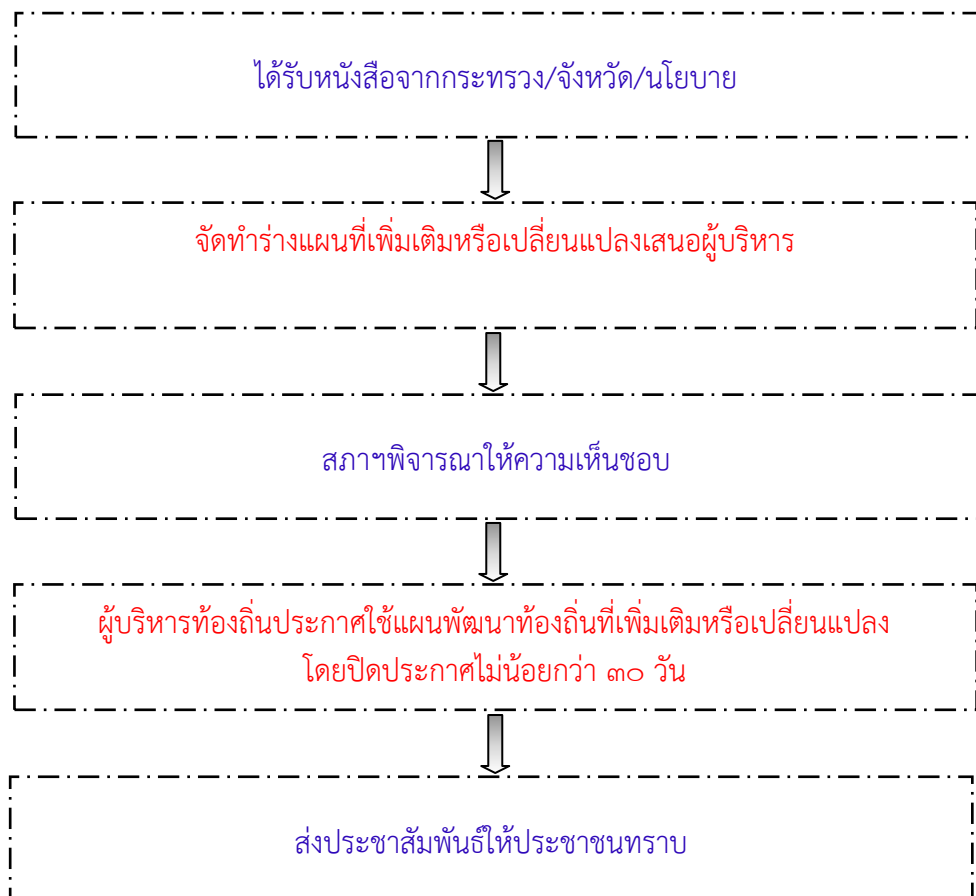 ได้รับหนังสือจากกระทรวง/จังหวัด/นโยบาย
จัดทำร่างแผนที่เพิ่มเติมหรือเปลี่ยนแปลงเสนอผู้บริหาร
สภาฯพิจารณาให้ความเห็นชอบ
ผู้บริหารท้องถิ่นประกาศใช้แผนพัฒนาท้องถิ่นที่เพิ่มเติมหรือเปลี่ยนแปลง
โดยปิดประกาศไม่น้อยกว่า ๓๐ วัน
ส่งประชาสัมพันธ์ให้ประชาชนทราบ